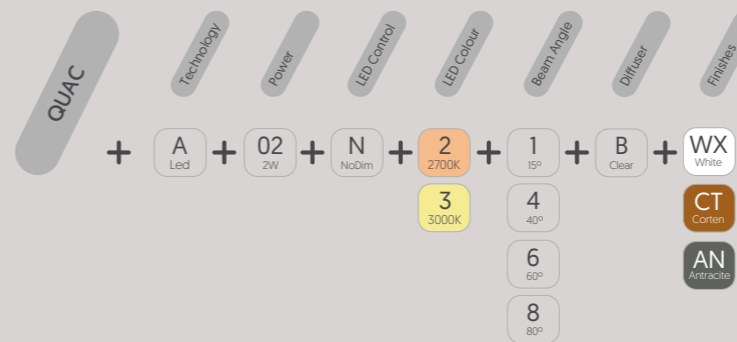 QUAC
Technology
Power
LED Control
LED Colour
Beam Angle
Diffuser
Finishes
+ A + 02 + N + 2 + 1 + B + WX
Led 2W NoDim 2700K 15º Clear White
3 4 CT
3000K 40º Corten
6 AN
60º Antracite
8
80º